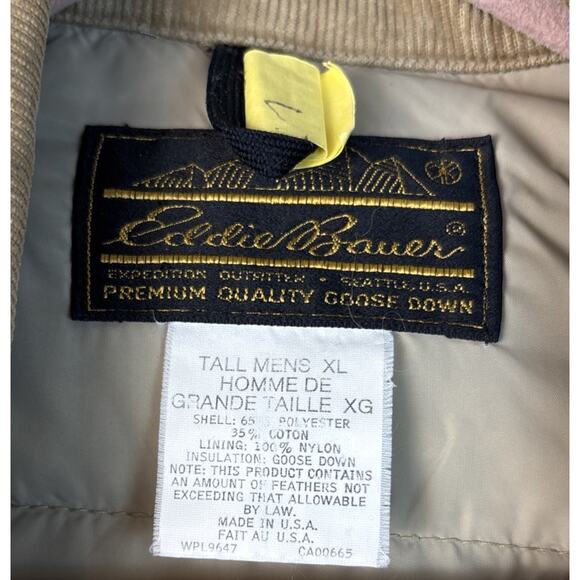 Eddie Bauer®
EXPEDITION OUTFITTER • SEATTLE, U.S.A.
PREMIUM QUALITY GOOSE DOWN
TALL MENS XL
HOMME DE
GRANDE TAILLE XG
SHELL: 65% POLYESTER
35% COTON
LINING: 100% NYLON
INSULATION: GOOSE DOWN
NOTE: THIS PRODUCT CONTAINS
AN AMOUNT OF FEATHERS NOT
EXCEEDING THAT ALLOWABLE
BY LAW.
MADE IN U.S.A.
FAIT AU U.S.A.
WPL9647 CA00665